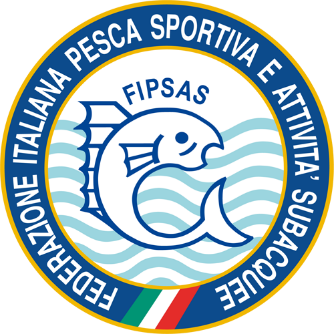 FEDERAZIONE ITALIANA PESCA SPORTIVA E ATTIVITA' SUBACQUEE
FIPSAS